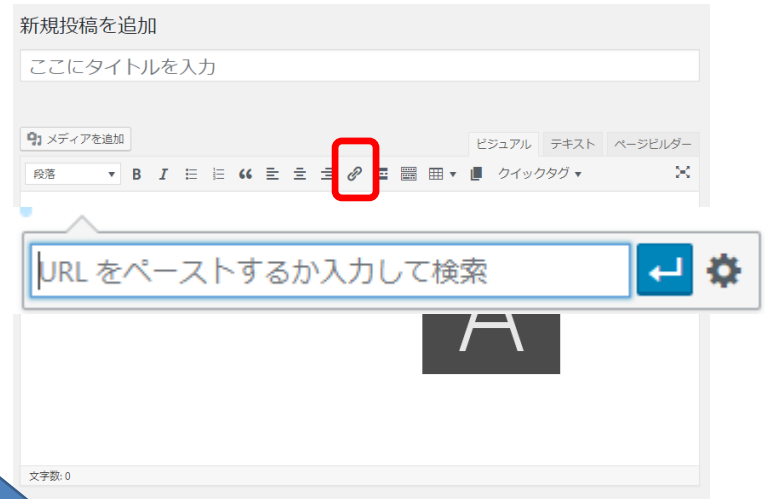 新規投稿を追加
ここにタイトルを入力
メディアを追加
ビジュアル テキスト ページビルダー
段落 B I クイックタグ
URL をペーストするか入力して検索
A
文字数: 0